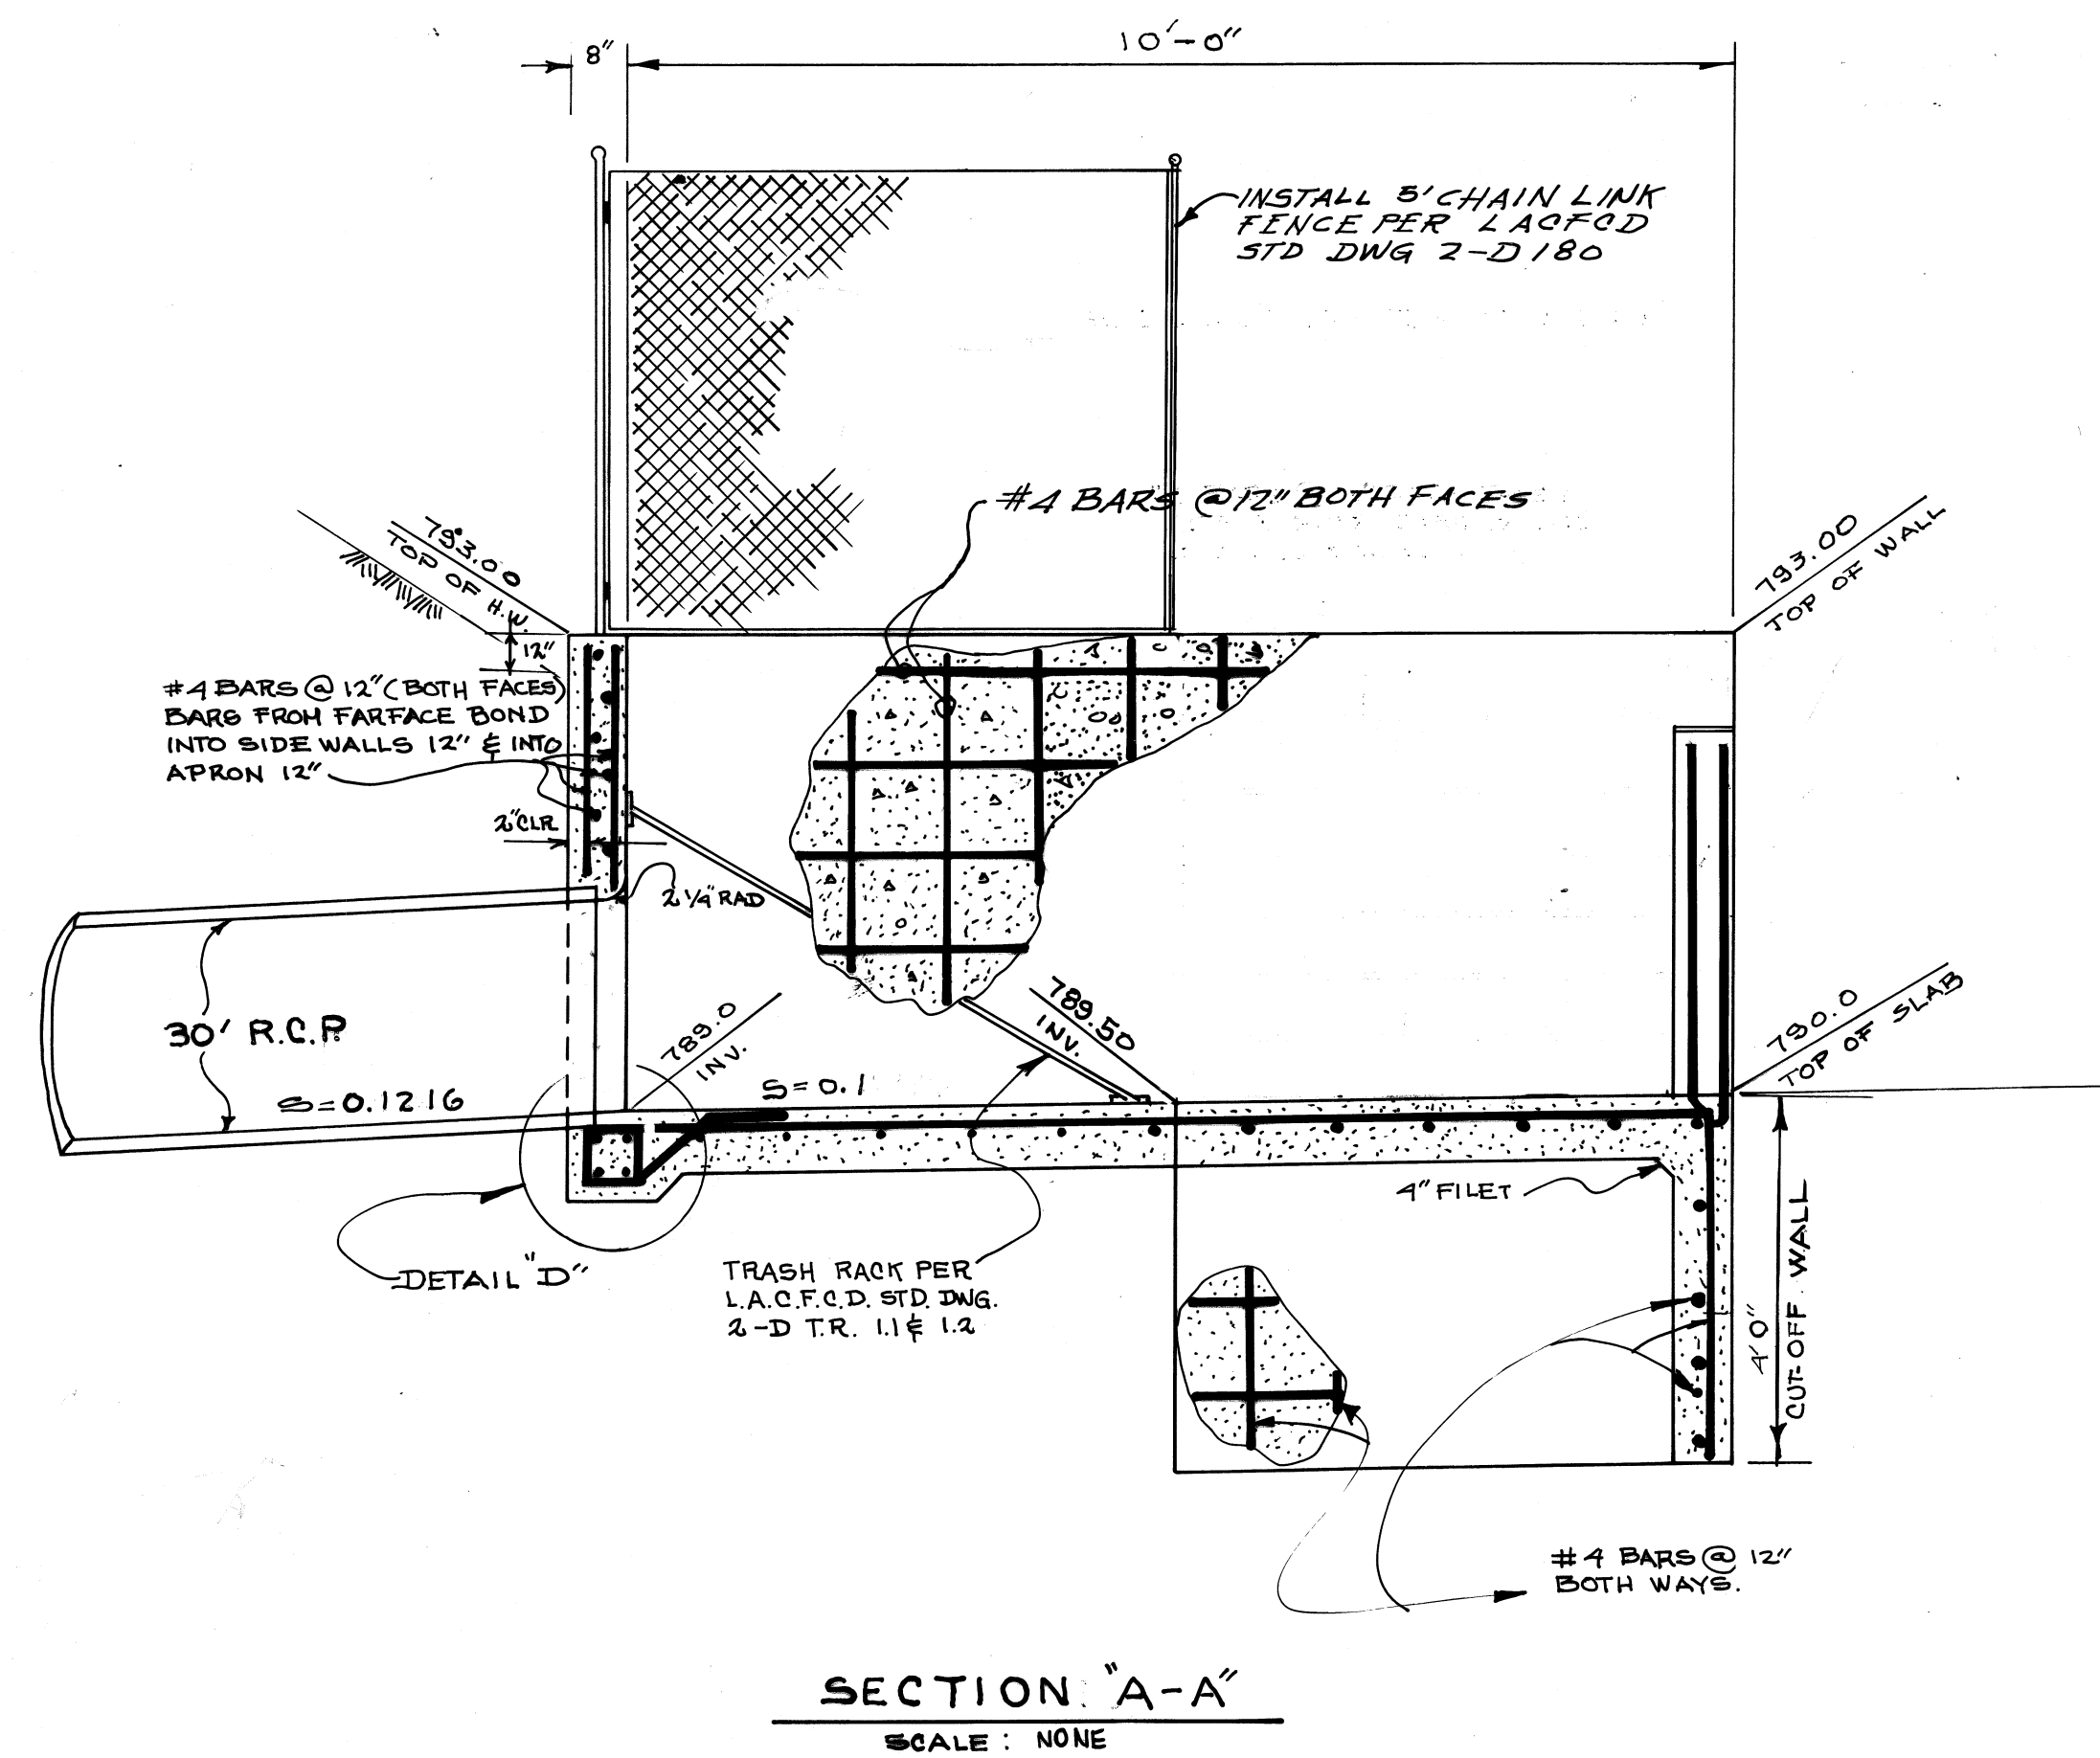 8"
10'-0"
INSTALL 5' CHAIN LINK
FENCE PER LACFCD
STD DWG 2-D180
#4 BARS @12" BOTH FACES
793.00
TOP OF H.W.
12"
793.00
TOP OF WALL
#4 BARS @ 12" (BOTH FACES)
BARS FROM FARFACE BOND
INTO SIDE WALLS 12" & INTO
APRON 12"
2" CLR.
2 1/4" RAD
30' R.C.P.
S=0.1216
789.0
INV.
S=0.1
789.50
INV.
790.0
TOP OF SLAB
4" FILET
DETAIL "D"
TRASH RACK PER
L.A.C.F.C.D. STD. DWG.
2-D T.R. 1.1 & 1.2
4'0"
CUT-OFF WALL
#4 BARS @ 12"
BOTH WAYS.
SECTION "A-A"
SCALE: NONE